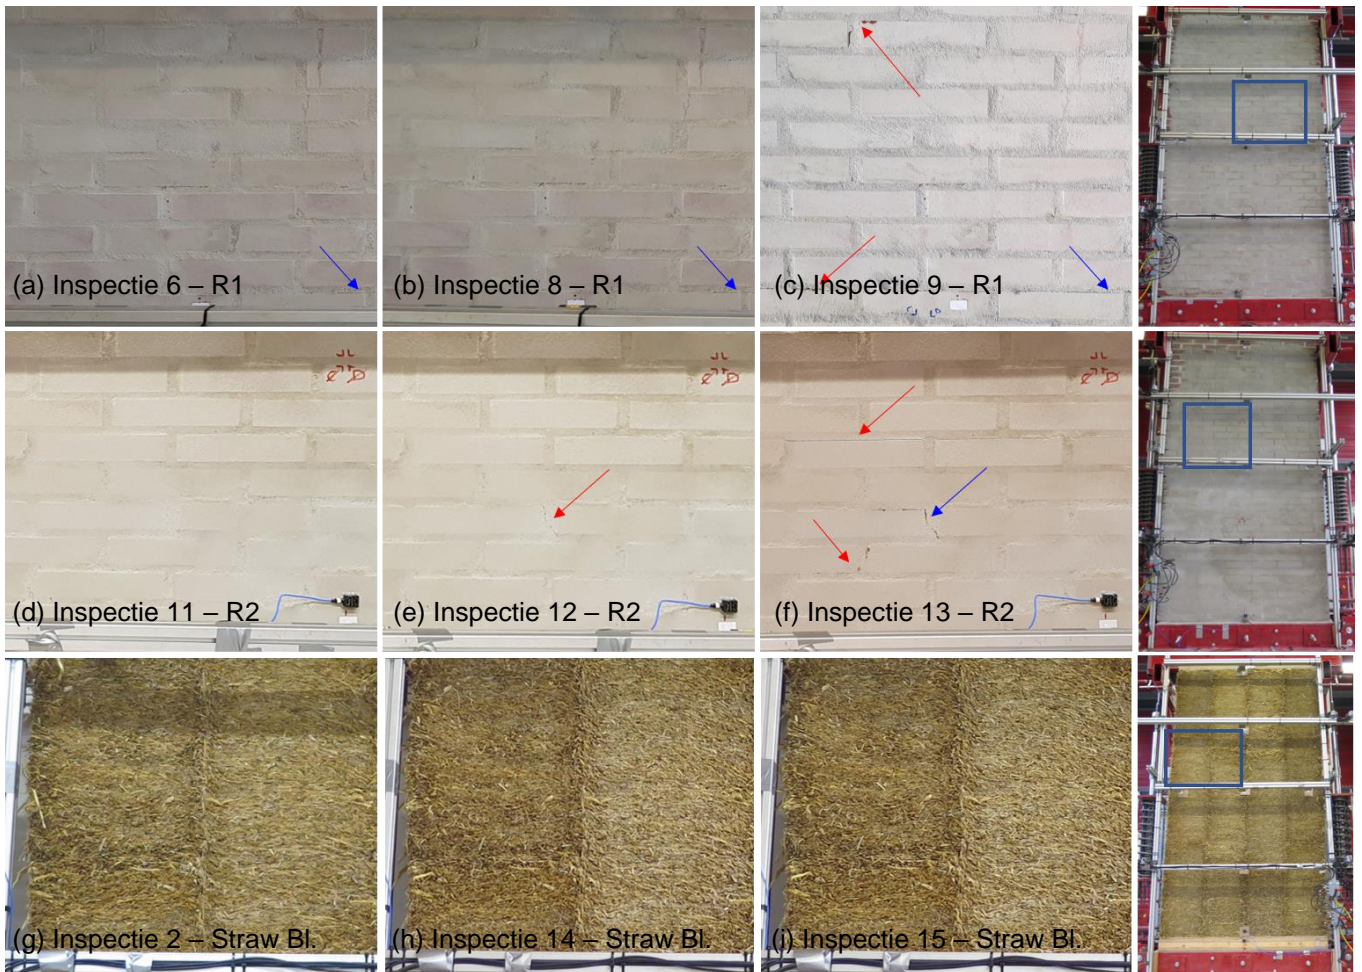 (a) Inspectie 6 – R1
(b) Inspectie 8 – R1
(c) Inspectie 9 – R1
(d) Inspectie 11 – R2
(e) Inspectie 12 – R2
(f) Inspectie 13 – R2
(g) Inspectie 2 – Straw Bl.
(h) Inspectie 14 – Straw Bl.
(i) Inspectie 15 – Straw Bl.